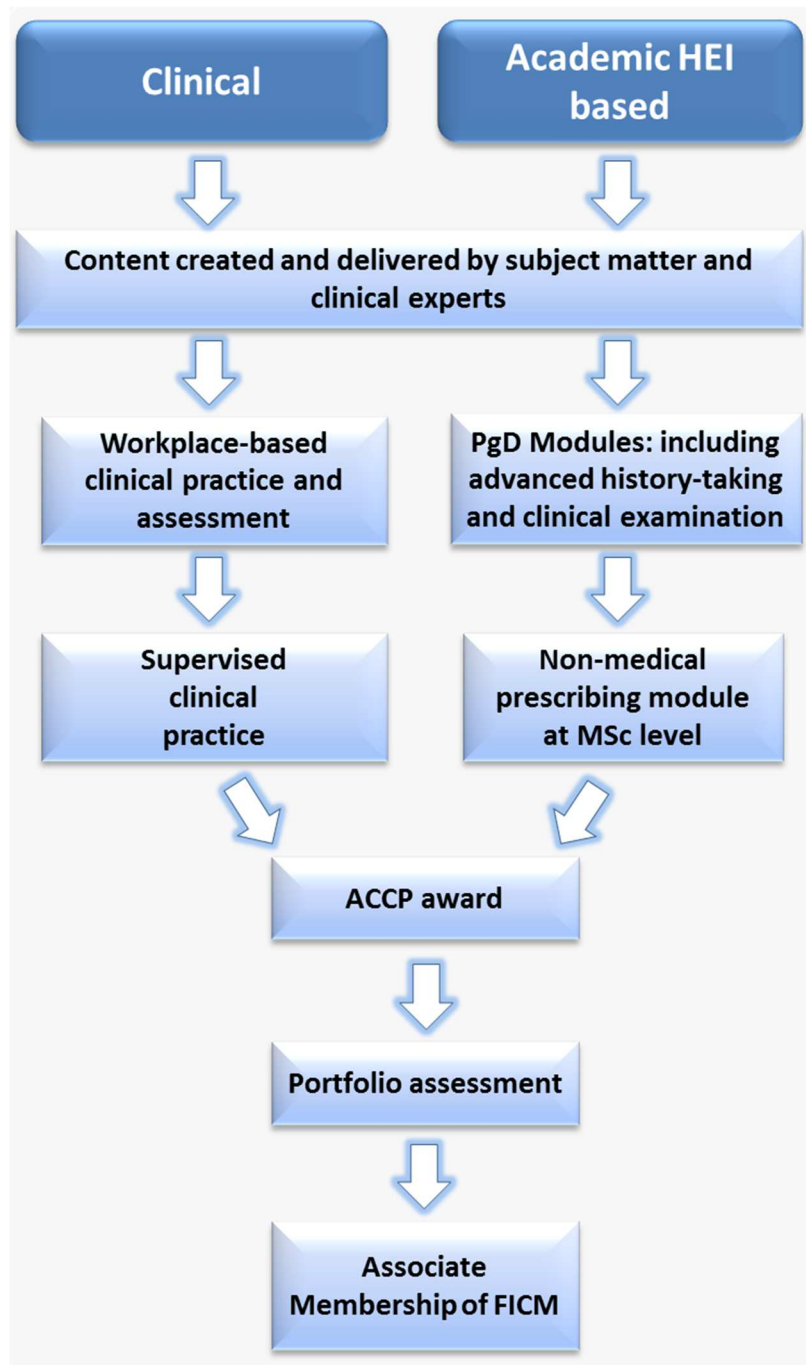 Clinical
Academic HEI
based
Content created and delivered by subject matter and
clinical experts
Workplace-based
clinical practice and
assessment
PgD Modules: including
advanced history-taking
and clinical examination
Supervised
clinical
practice
Non-medical
prescribing module
at MSc level
ACCP award
Portfolio assessment
Associate
Membership of FICM